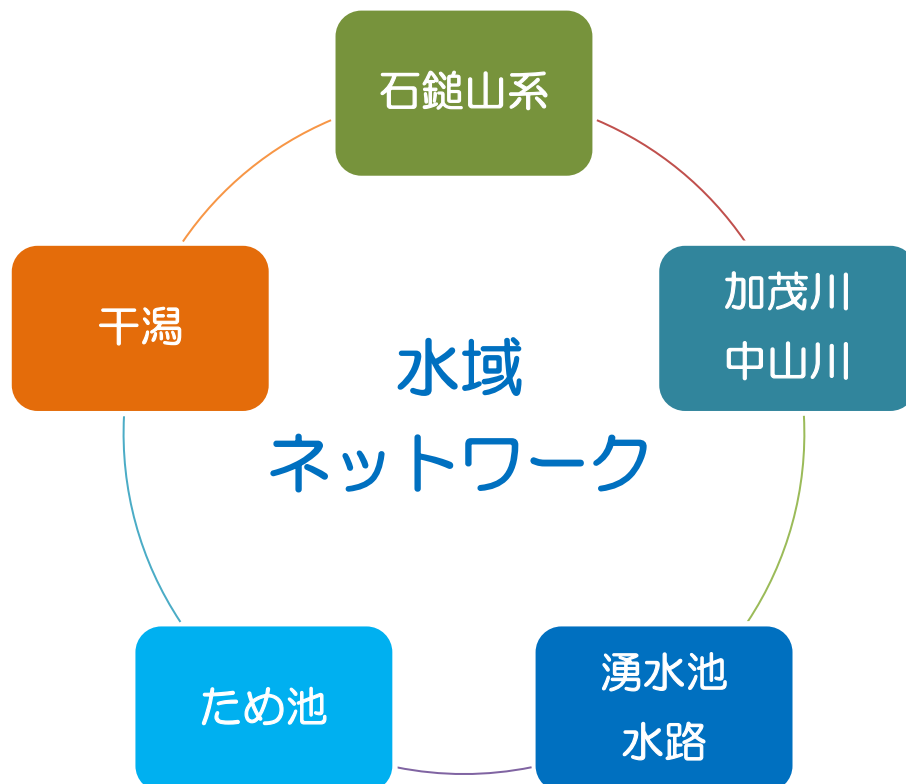 石鎚山系
加茂川
中山川
湧水池
水路
ため池
干潟
水域
ネットワーク